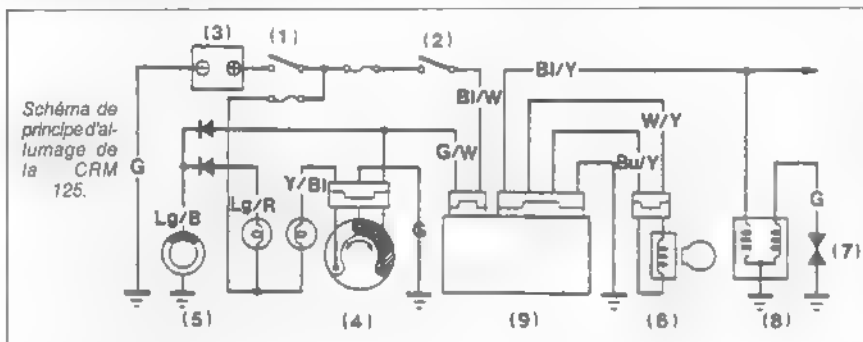 (3)
(1)
(2)
Schéma de
principe d'al-
lumage de
la CRM
125.
G
Bl/W
Bl/Y
W/Y
G/W
Bu/Y
Y/Bl
Lg/R
Lg/B
G
G
(7)
(5)
(4)
(9)
(6)
(8)